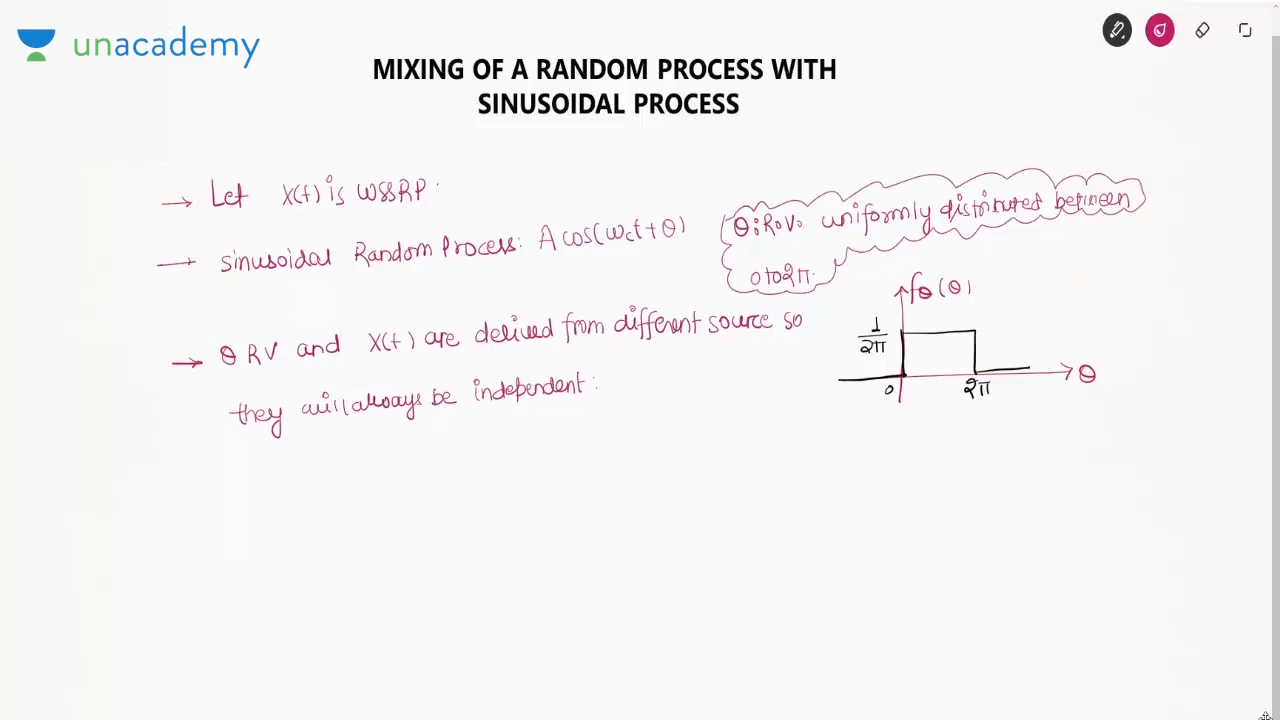 unacademy
MIXING OF A RANDOM PROCESS WITH
SINUSOIDAL PROCESS
→ Let X(t) is WSSRP.
→ sinusoidal Random Process: A cos(ωct+θ)
θ:R.V. uniformly distributed between
0 to 2π.
fθ(θ)
1/2π
0
2π
θ
→ θ RV and X(t) are derived from different source so
they will always be independent: